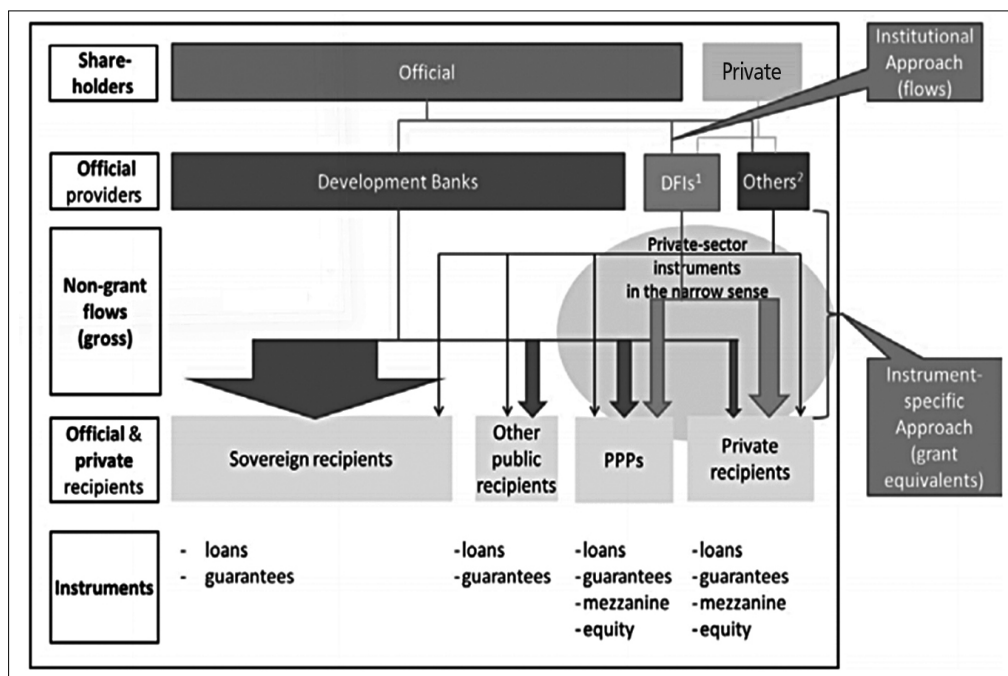 Share-
holders
Official
Private
Institutional
Approach
(flows)
Official
providers
Development Banks
DFIs¹
Others²
Non-grant
flows
(gross)
Private-sector
instruments
in the narrow sense
Instrument-
specific
Approach
(grant
equivalents)
Official &
private
recipients
Sovereign recipients
Other
public
recipients
PPPs
Private
recipients
Instruments
- loans
- guarantees
-loans
-guarantees
-loans
-guarantees
-mezzanine
-equity
-loans
-guarantees
-mezzanine
-equity